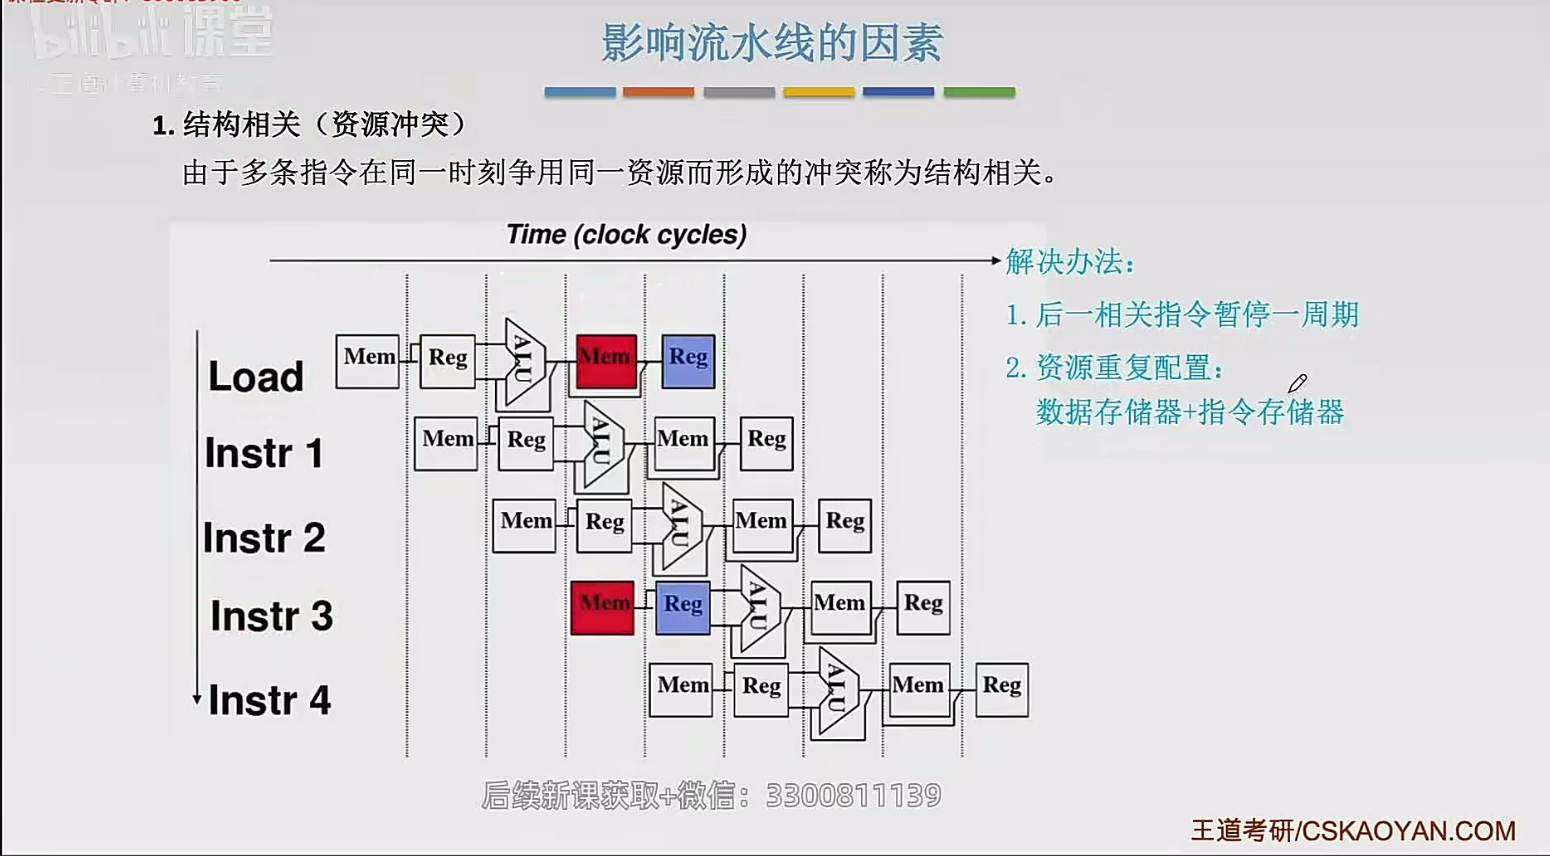 bilibili课堂
王道计算机教育
影响流水线的因素
1. 结构相关（资源冲突）
由于多条指令在同一时刻争用同一资源而形成的冲突称为结构相关。
Time (clock cycles)
解决办法：
1. 后一相关指令暂停一周期
2. 资源重复配置：
数据存储器+指令存储器
Load Mem Reg ALU Mem Reg
Instr 1 Mem Reg ALU Mem Reg
Instr 2 Mem Reg ALU Mem Reg
Instr 3 Mem Reg ALU Mem Reg
Instr 4 Mem Reg ALU Mem Reg
后续新课获取+微信：3300811139
王道考研/CSKAOYAN.COM